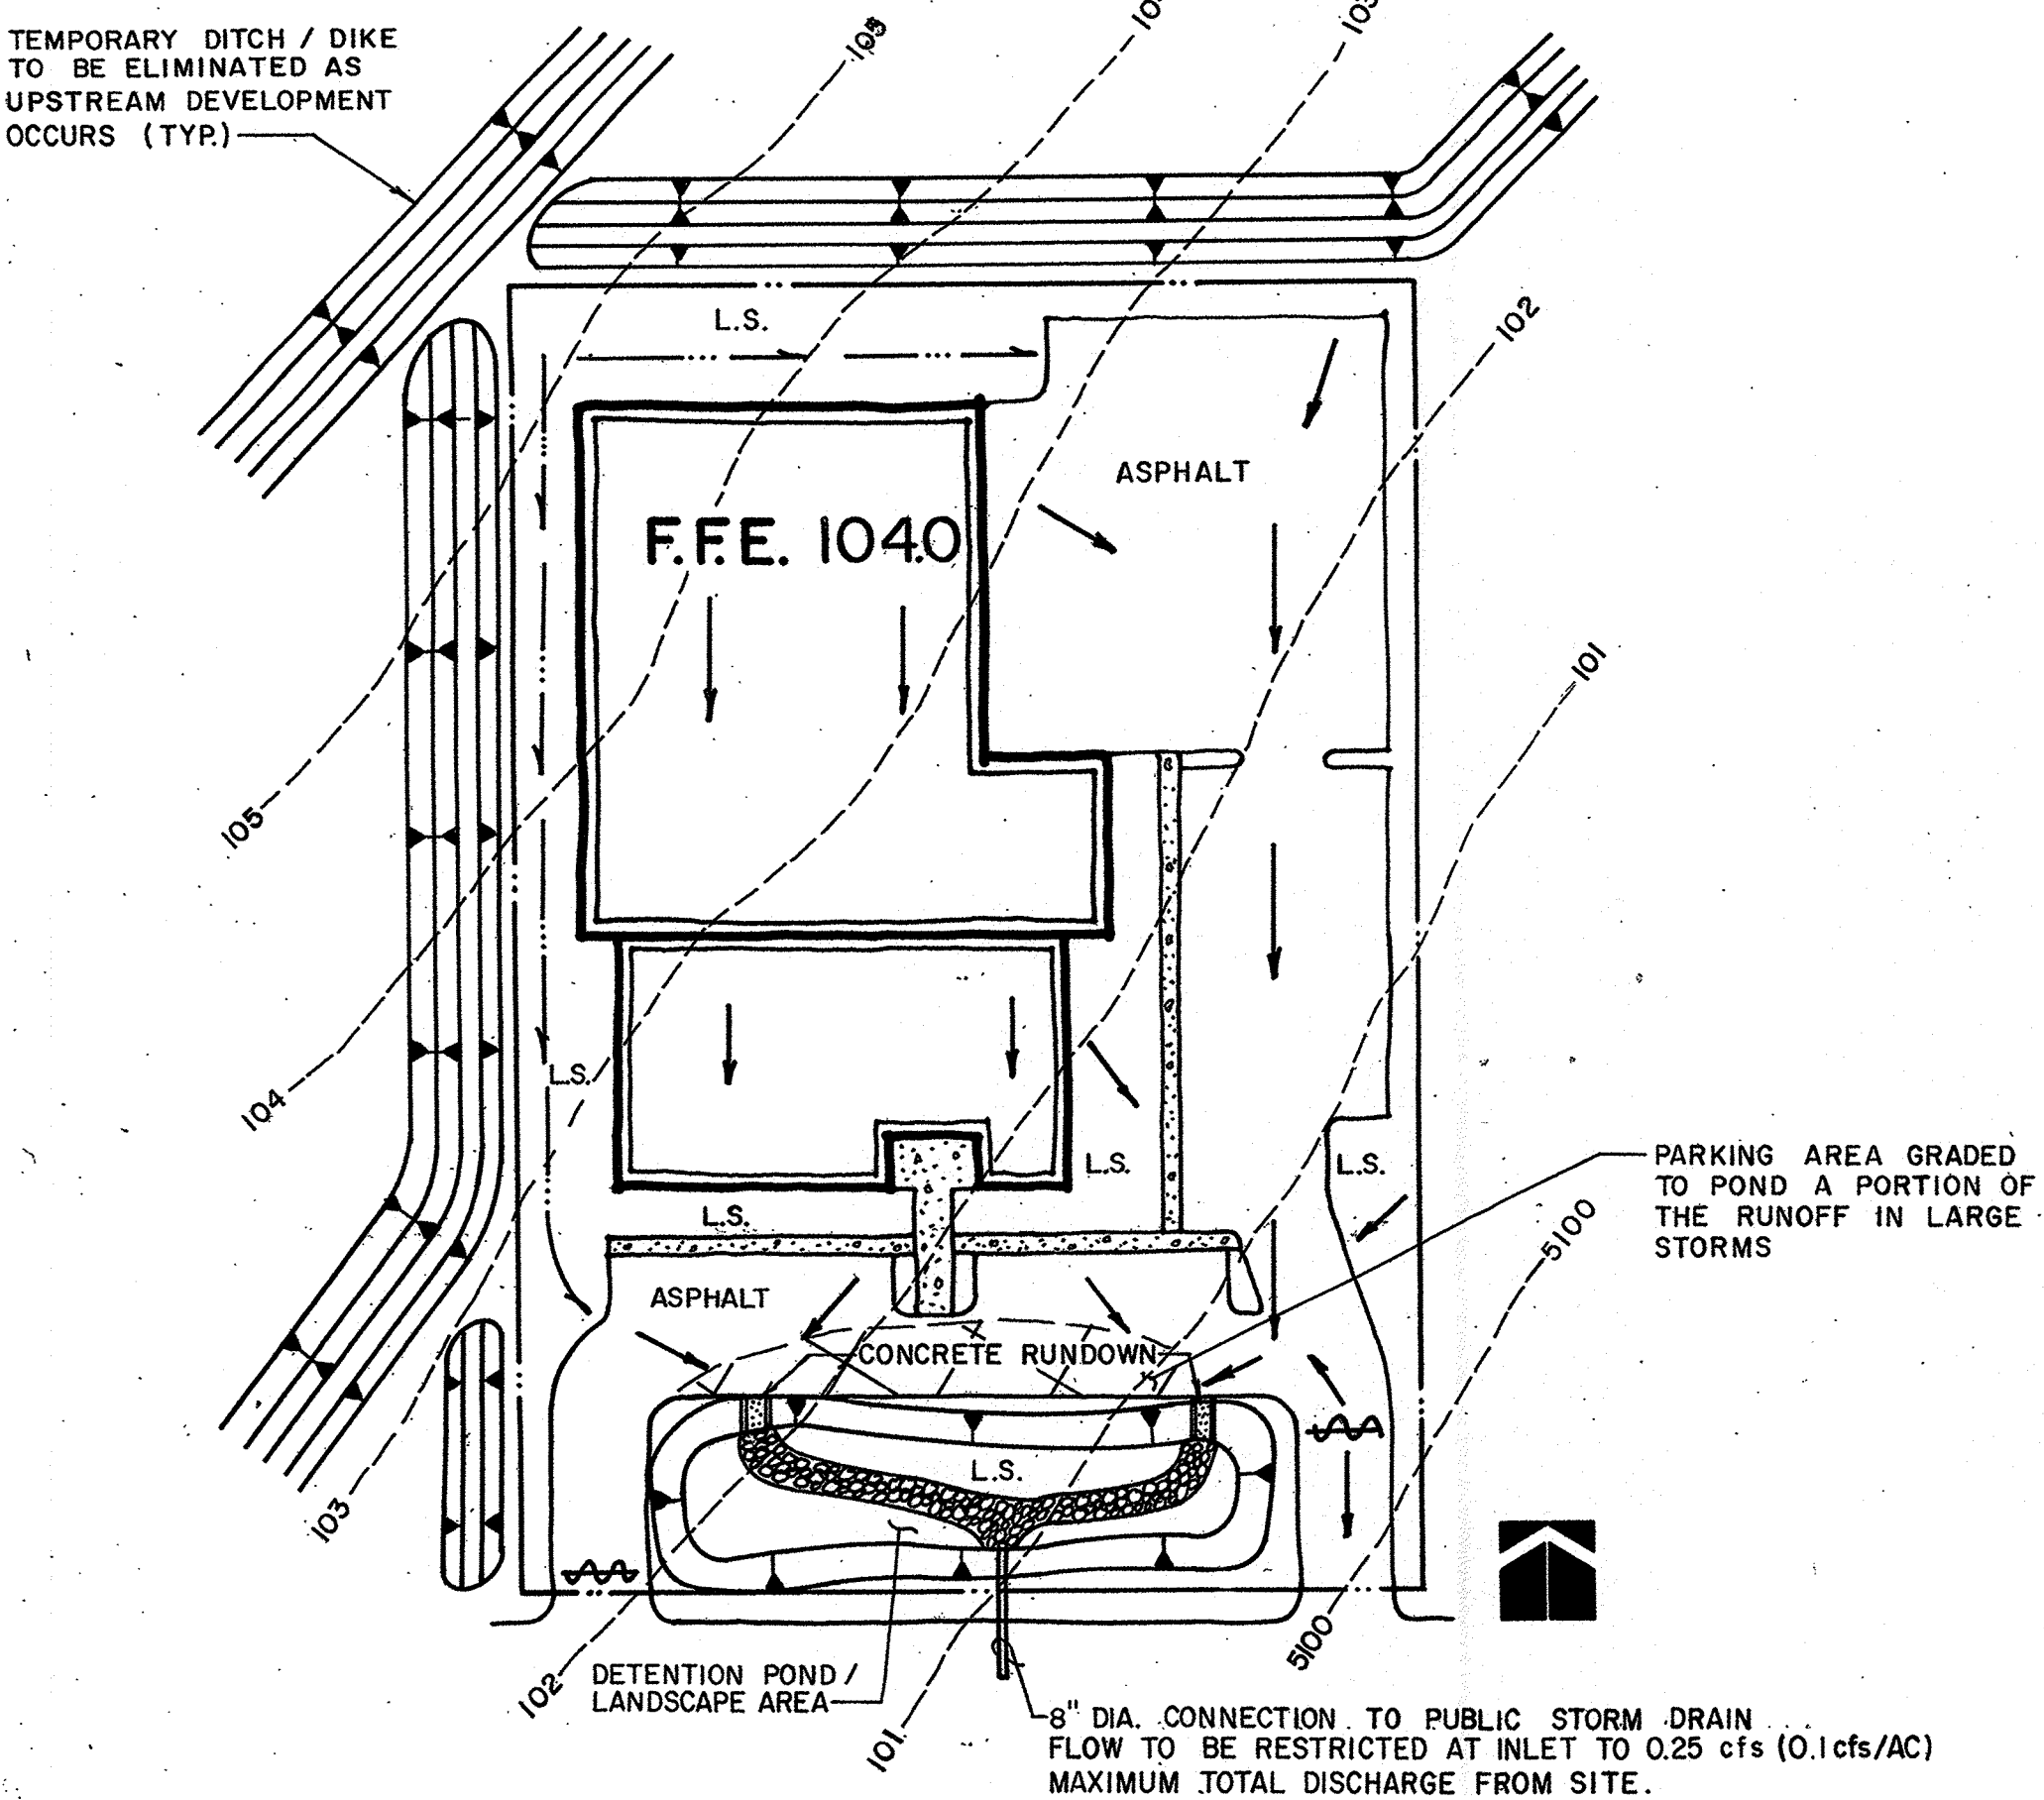 TEMPORARY DITCH / DIKE
TO BE ELIMINATED AS
UPSTREAM DEVELOPMENT
OCCURS (TYP.)
105
102
L.S.
ASPHALT
F.F.E. 104.0
101
105
104
L.S.
L.S.
L.S.
L.S.
PARKING AREA GRADED
TO POND A PORTION OF
THE RUNOFF IN LARGE
STORMS
5100
ASPHALT
CONCRETE RUNDOWN
L.S.
103
5100
102
101
DETENTION POND /
LANDSCAPE AREA
8" DIA. CONNECTION TO PUBLIC STORM DRAIN
FLOW TO BE RESTRICTED AT INLET TO 0.25 cfs (0.1cfs/AC)
MAXIMUM TOTAL DISCHARGE FROM SITE.